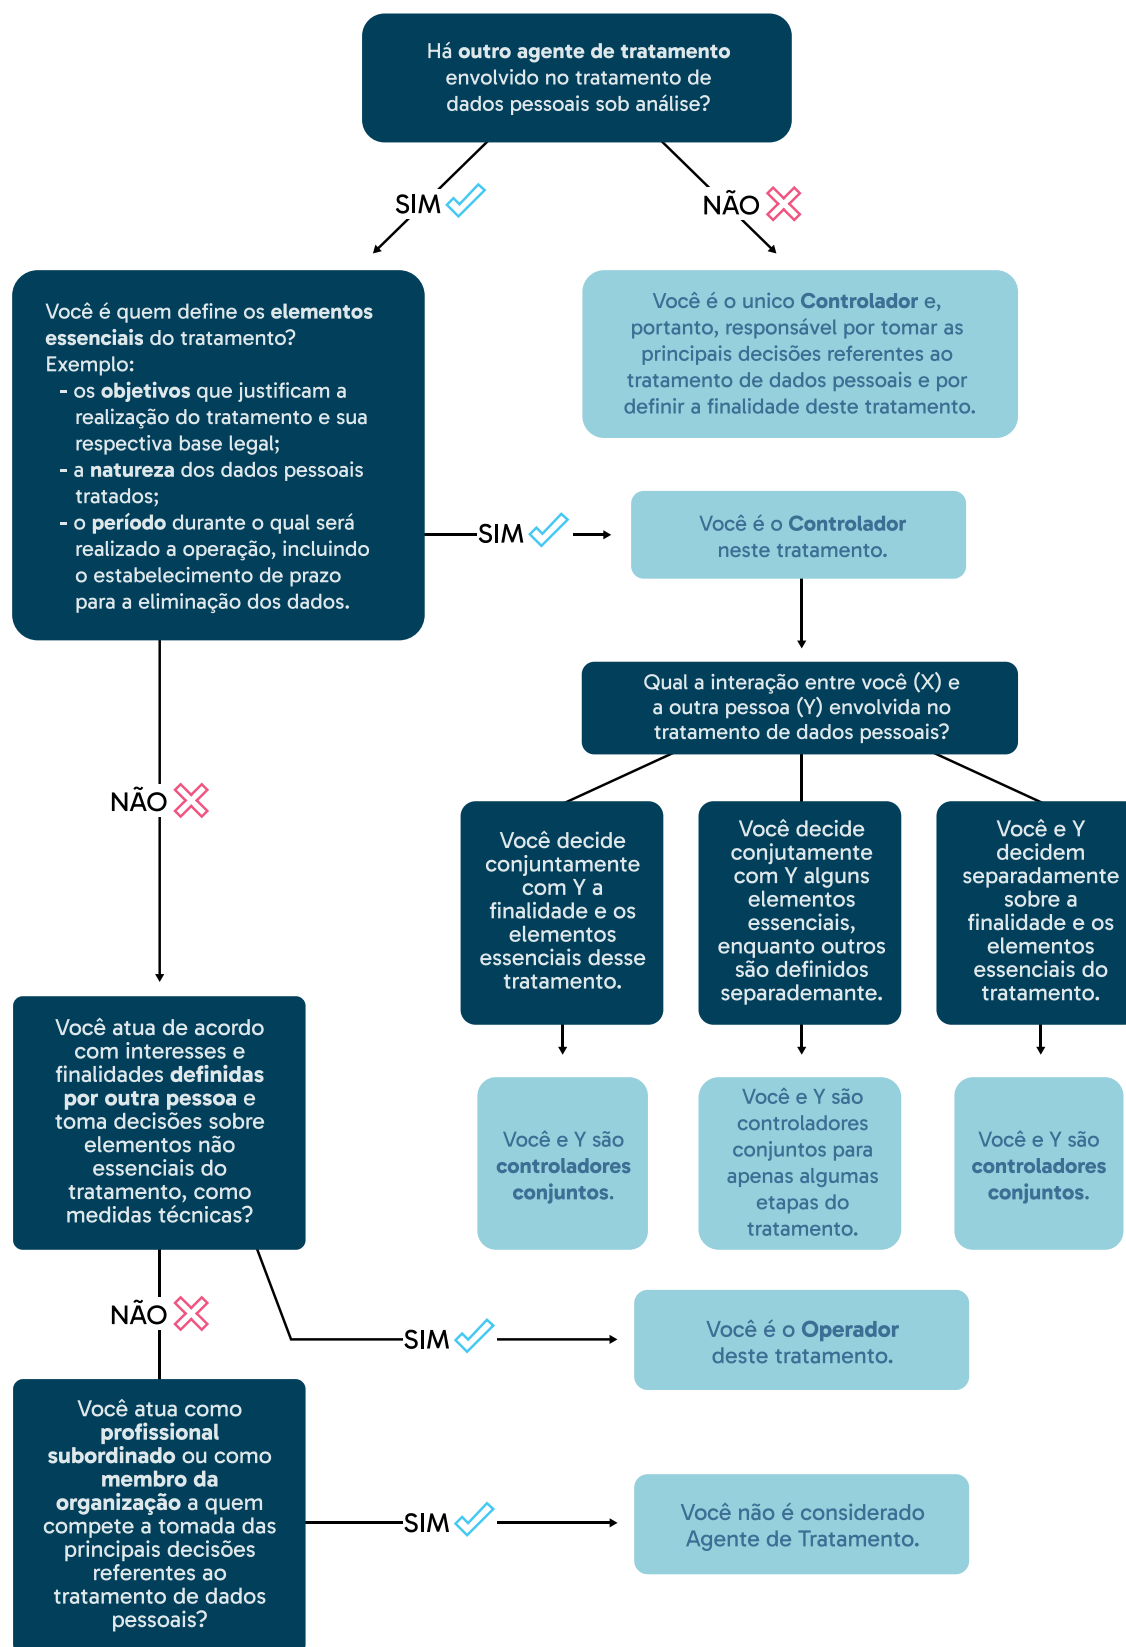 Há outro agente de tratamento
envolvido no tratamento de
dados pessoais sob análise?
SIM
NÃO
Você é quem define os elementos
essenciais do tratamento?
Exemplo:
- os objetivos que justificam a
realização do tratamento e sua
respectiva base legal;
- a natureza dos dados pessoais
tratados;
- o período durante o qual será
realizado a operação, incluindo
o estabelecimento de prazo
para a eliminação dos dados.
Você é o unico Controlador e,
portanto, responsável por tomar as
principais decisões referentes ao
tratamento de dados pessoais e por
definir a finalidade deste tratamento.
SIM
Você é o Controlador
neste tratamento.
Qual a interação entre você (X) e
a outra pessoa (Y) envolvida no
tratamento de dados pessoais?
NÃO
Você decide
conjuntamente
com Y a
finalidade e os
elementos
essenciais desse
tratamento.
Você decide
conjutamente
com Y alguns
elementos
essenciais,
enquanto outros
são definidos
separademante.
Você e Y
decidem
separadamente
sobre a
finalidade e os
elementos
essenciais do
tratamento.
Você e Y são
controladores
conjuntos.
Você e Y são
controladores
conjuntos para
apenas algumas
etapas do
tratamento.
Você e Y são
controladores
conjuntos.
Você atua de acordo
com interesses e
finalidades definidas
por outra pessoa e
toma decisões sobre
elementos não
essenciais do
tratamento, como
medidas técnicas?
NÃO
SIM
Você é o Operador
deste tratamento.
Você atua como
profissional
subordinado ou como
membro da
organização a quem
compete a tomada das
principais decisões
referentes ao
tratamento de dados
pessoais?
SIM
Você não é considerado
Agente de Tratamento.